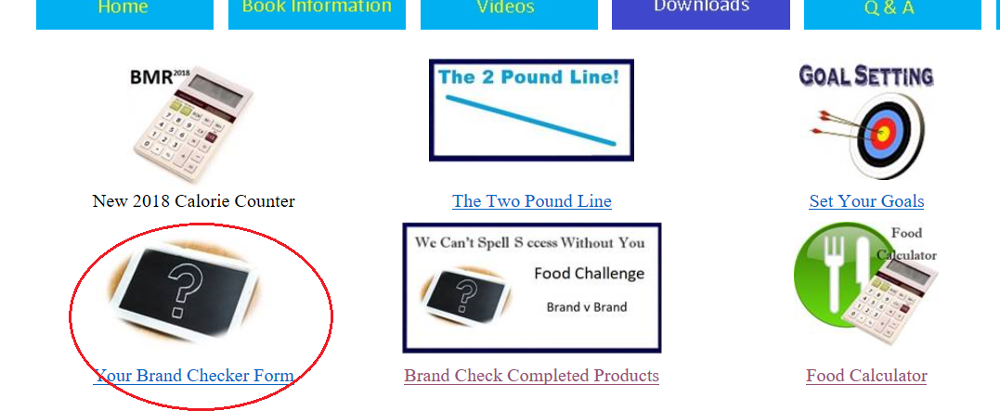 Home
Book Information
Videos
Downloads
Q & A
BMR 2018
The 2 Pound Line!
GOAL SETTING
New 2018 Calorie Counter
The Two Pound Line
Set Your Goals
?
We Can't Spell S ccess Without You
Food Challenge
?
Brand v Brand
Food
Calculator
Your Brand Checker Form
Brand Check Completed Products
Food Calculator